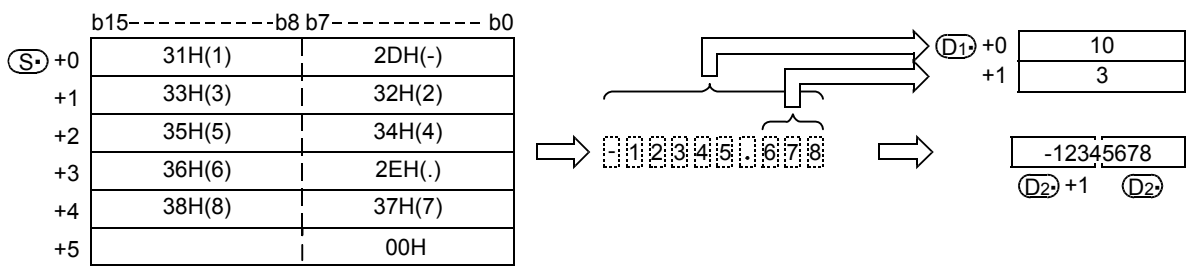 b15-----------b8 b7----------- b0
S· +0 31H(1) 2DH(-)
+1 33H(3) 32H(2)
+2 35H(5) 34H(4)
+3 36H(6) 2EH(.)
+4 38H(8) 37H(7)
+5 00H
-12345.678
D1· +0 10
+1 3
-12345678
D2· +1 D2·